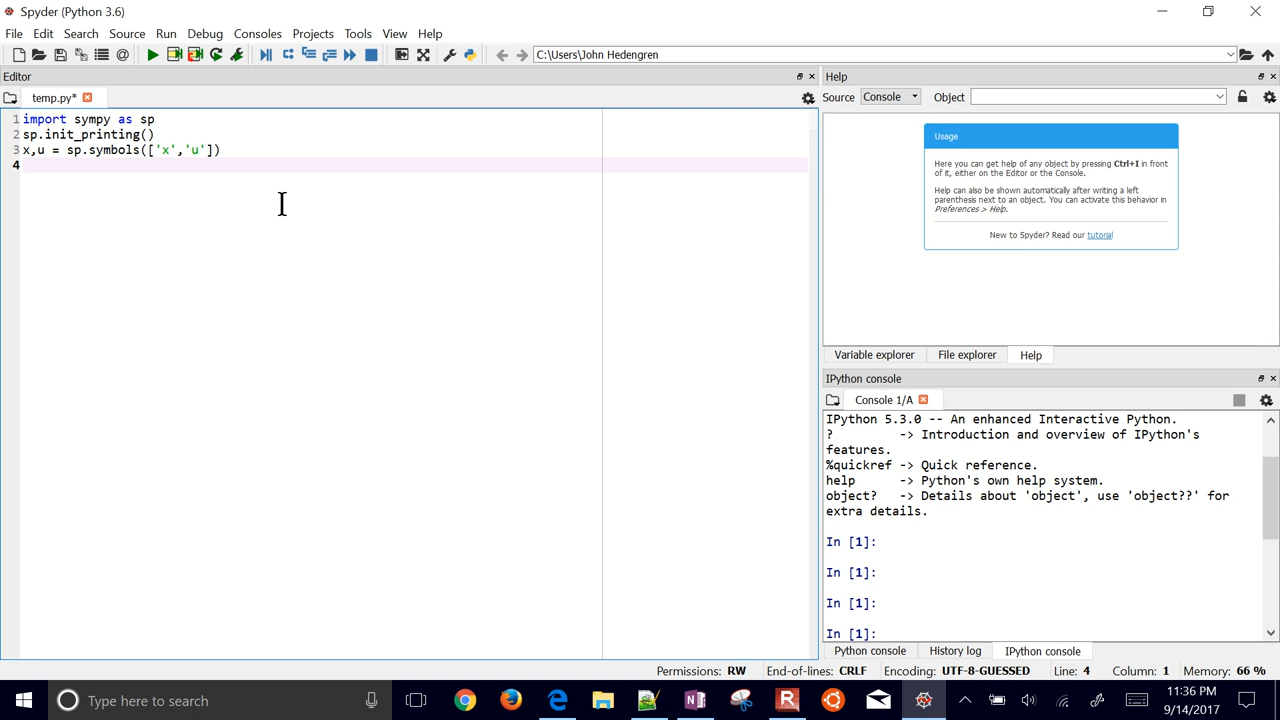 Spyder (Python 3.6)
File Edit Search Source Run Debug Consoles Projects Tools View Help
C:\Users\John Hedengren
Editor
temp.py*
1 import sympy as sp
2 sp.init_printing()
3 x,u = sp.symbols(['x','u'])
4
Help
Source Console Object
Usage
Here you can get help of any object by pressing Ctrl+I in front
of it, either on the Editor or the Console.
Help can also be shown automatically after writing a left
parenthesis next to an object. You can activate this behavior in
Preferences > Help.
New to Spyder? Read our tutorial
Variable explorer File explorer Help
IPython console
Console 1/A
IPython 5.3.0 -- An enhanced Interactive Python.
? -> Introduction and overview of IPython's
features.
%quickref -> Quick reference.
help -> Python's own help system.
object? -> Details about 'object', use 'object??' for
extra details.
In [1]:
In [1]:
In [1]:
In [1]:
Python console History log IPython console
Permissions: RW End-of-lines: CRLF Encoding: UTF-8-GUESSED Line: 4 Column: 1 Memory: 66 %
Type here to search
11:36 PM
9/14/2017